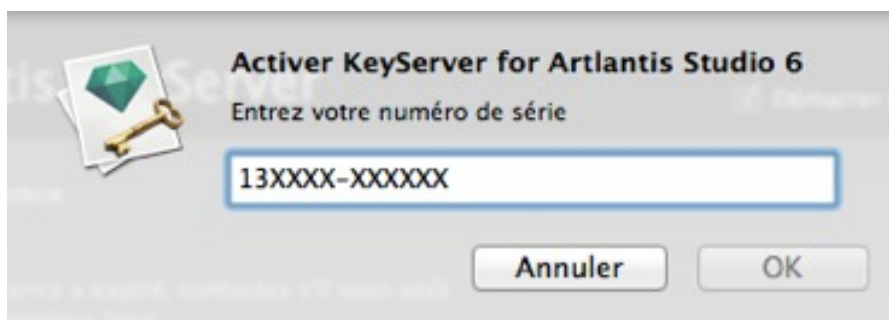 Activer KeyServer for Artlantis Studio 6
Entrez votre numéro de série
13XXXX-XXXXXX
Annuler
OK